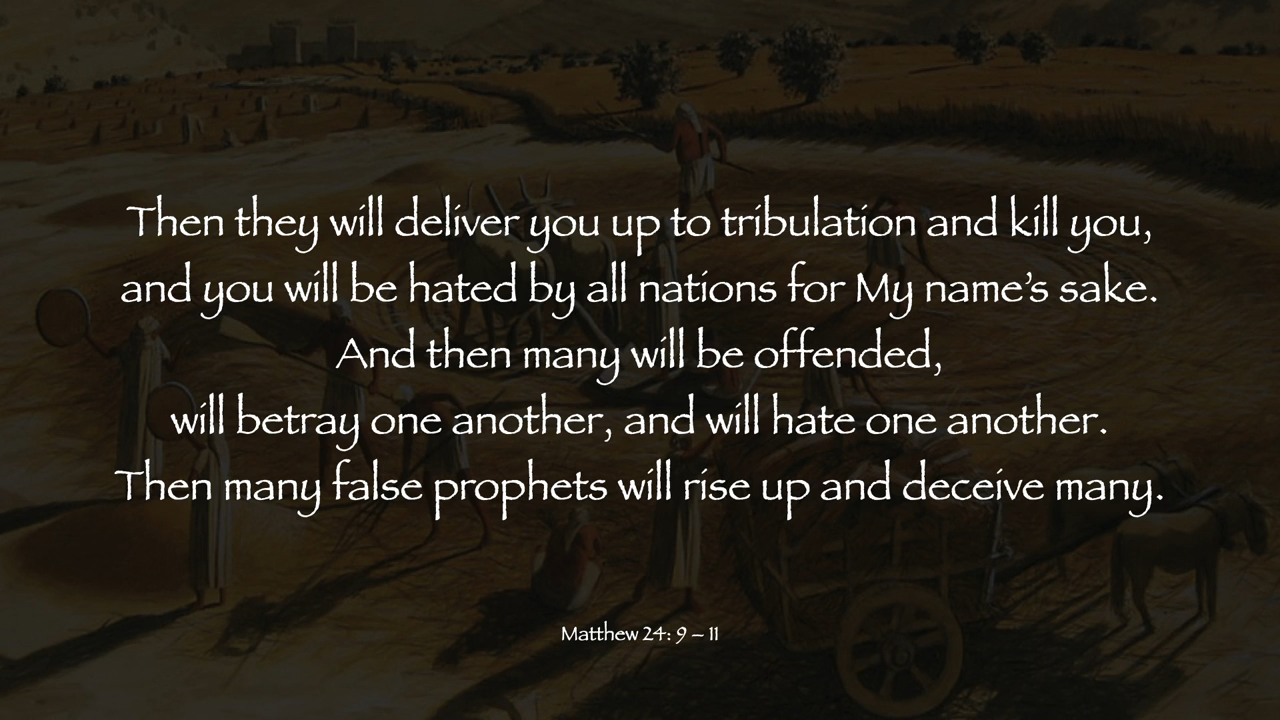 Then they will deliver you up to tribulation and kill you,
and you will be hated by all nations for My name’s sake.
And then many will be offended,
will betray one another, and will hate one another.
Then many false prophets will rise up and deceive many.
Matthew 24: 9 – 11